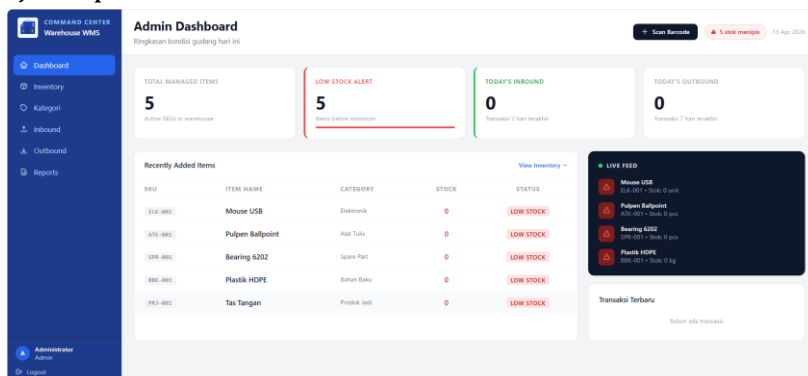 COMMAND CENTER
Warehouse WMS
Dashboard
Inventory
Kategori
Inbound
Outbound
Reports
Administrator
Admin
Logout
Admin Dashboard
Ringkasan kondisi gudang hari ini
+ Scan Barcode
5 stok menipis
13 Apr 2026
TOTAL MANAGED ITEMS
5
Active SKUs in warehouse
LOW STOCK ALERT
5
Items below minimum
TODAY'S INBOUND
0
Transaksi 7 hari terakhir
TODAY'S OUTBOUND
0
Transaksi 7 hari terakhir
Recently Added Items
View Inventory →
SKU ITEM NAME CATEGORY STOCK STATUS
ELK-001 Mouse USB Elektronik 0 LOW STOCK
ATK-001 Pulpen Ballpoint Alat Tulis 0 LOW STOCK
SPR-001 Bearing 6202 Spare Part 0 LOW STOCK
BBK-001 Plastik HDPE Bahan Baku 0 LOW STOCK
PRJ-001 Tas Tangan Produk Jadi 0 LOW STOCK
LIVE FEED
Mouse USB
ELK-001 • Stok: 0 unit
Pulpen Ballpoint
ATK-001 • Stok: 0 pcs
Bearing 6202
SPR-001 • Stok: 0 pcs
Plastik HDPE
BBK-001 • Stok: 0 kg
Transaksi Terbaru
Belum ada transaksi